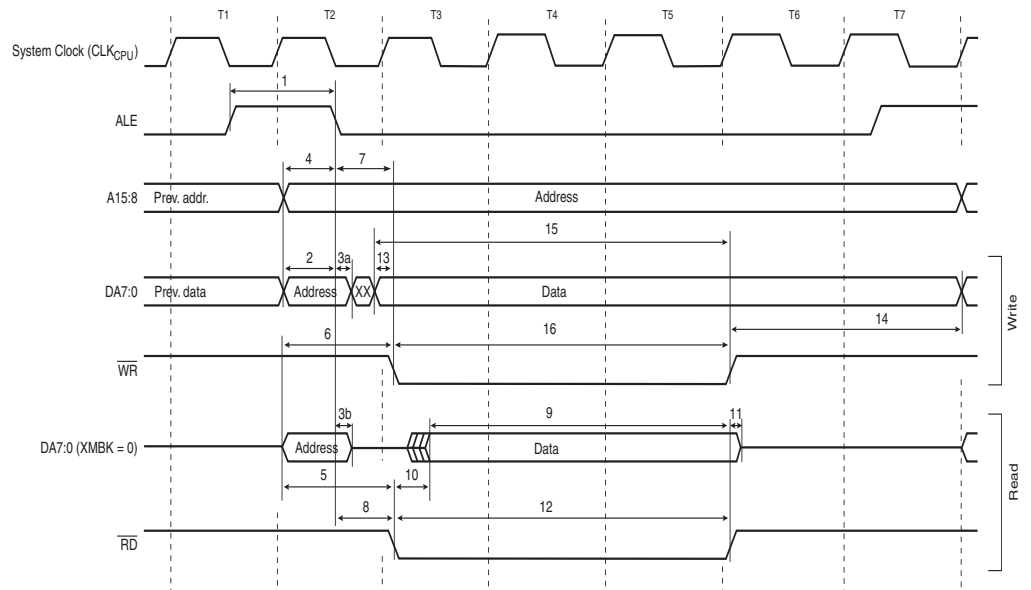 T1 T2 T3 T4 T5 T6 T7
System Clock (CLKCPU)
1
ALE
4 7
A15:8 Prev. addr. Address
15
2 3a 13
DA7:0 Prev. data Address XX Data
14
6 16
WR
Write
3b 9 11
DA7:0 (XMBK = 0) Address Data
5 10
8 12
RD
Read